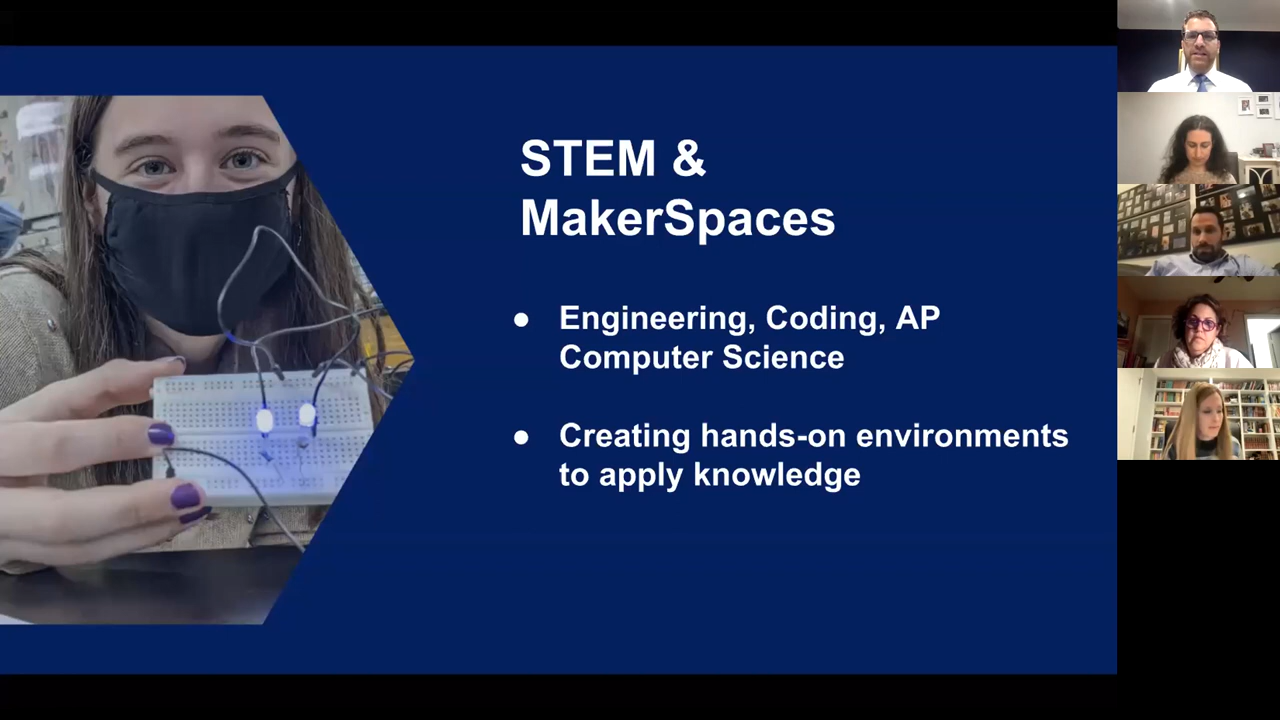 STEM &
MakerSpaces
● Engineering, Coding, AP
Computer Science
● Creating hands-on environments
to apply knowledge